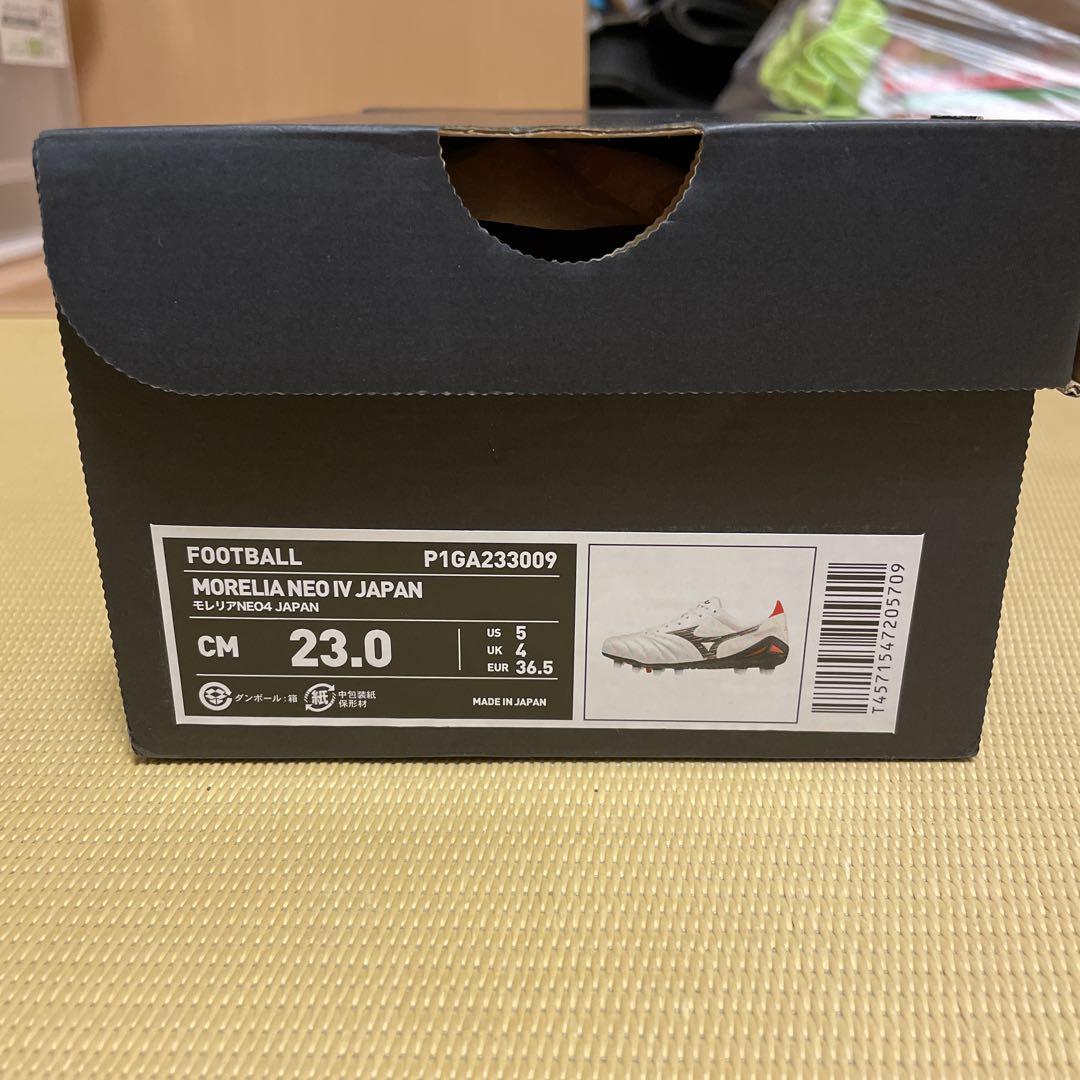 FOOTBALL P1GA233009
MORELIA NEO IV JAPAN
モレリアNEO4 JAPAN
CM 23.0
US 5
UK 4
EUR 36.5
ダンボール:箱
紙 中包装紙
保形材
MADE IN JAPAN
T4571547205709